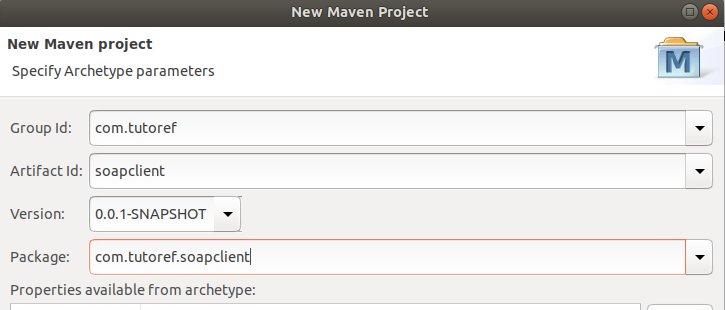 New Maven Project
New Maven project
Specify Archetype parameters
M
Group Id: com.tutoref
Artifact Id: soapclient
Version: 0.0.1-SNAPSHOT
Package: com.tutoref.soapclient
Properties available from archetype: